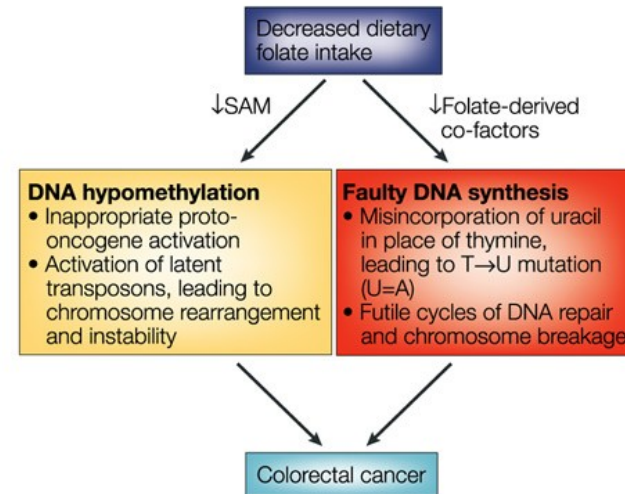 Decreased dietary
folate intake
↓SAM
↓Folate-derived
co-factors
DNA hypomethylation
• Inappropriate proto-
oncogene activation
• Activation of latent
transposons, leading to
chromosome rearrangement
and instability
Faulty DNA synthesis
• Misincorporation of uracil
in place of thymine,
leading to T→U mutation
(U=A)
• Futile cycles of DNA repair
and chromosome breakage
Colorectal cancer